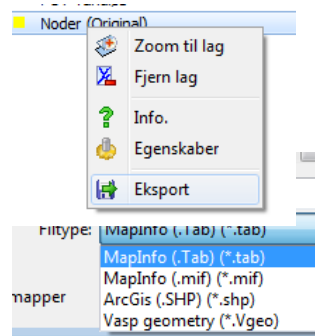 Noder (Original)
Zoom til lag
Fjern lag
Info.
Egenskaber
Eksport
Filtype: MapInfo (.Tab) (*.tab)
MapInfo (.Tab) (*.tab)
MapInfo (.mif) (*.mif)
mapper
ArcGis (.SHP) (*.shp)
Vasp geometry (*.Vgeo)